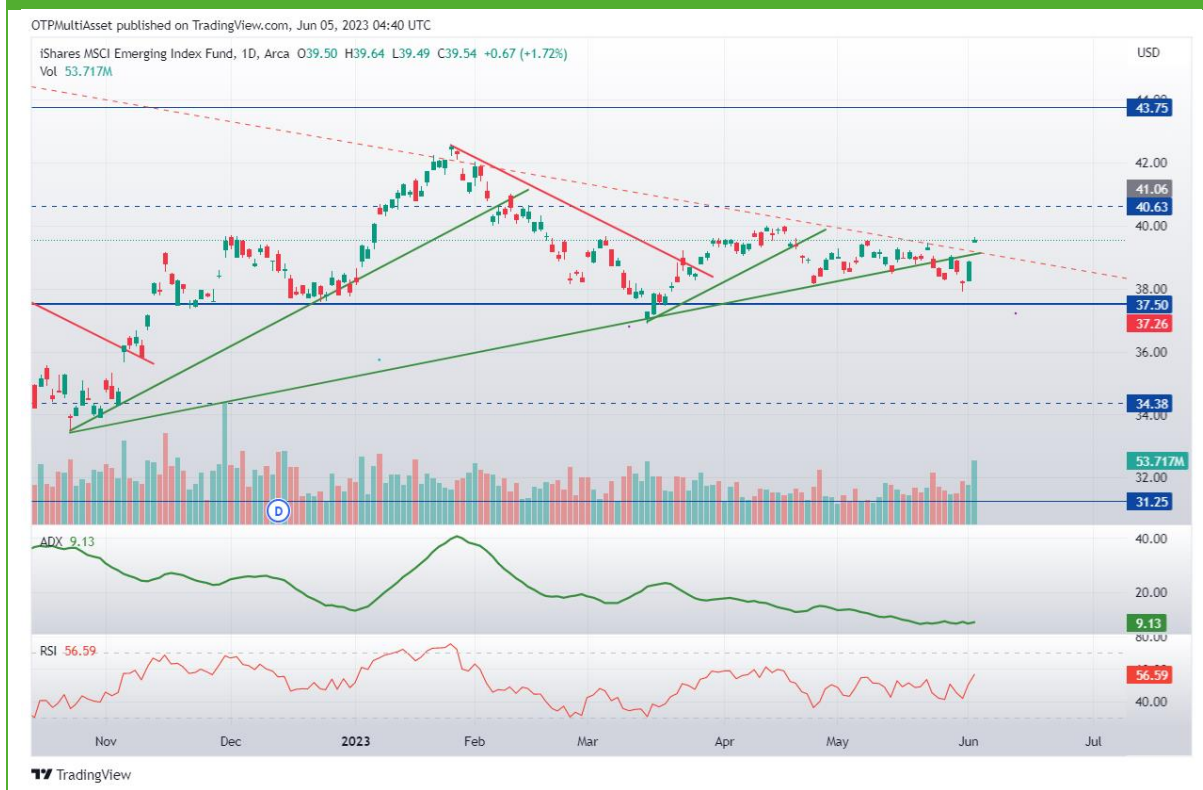 OTPMultiAsset published on TradingView.com, Jun 05, 2023 04:40 UTC
iShares MSCI Emerging Index Fund, 1D, Arca O39.50 H39.64 L39.49 C39.54 +0.67 (+1.72%)
USD
Vol 53.717M
44.00
43.75
42.00
41.06
40.63
40.00
38.00
37.50
37.26
36.00
34.38
34.00
53.717M
32.00
31.25
D
ADX 9.13
40.00
20.00
9.13
80.00
RSI 56.59
56.59
40.00
Nov Dec 2023 Feb Mar Apr May Jun Jul
TradingView